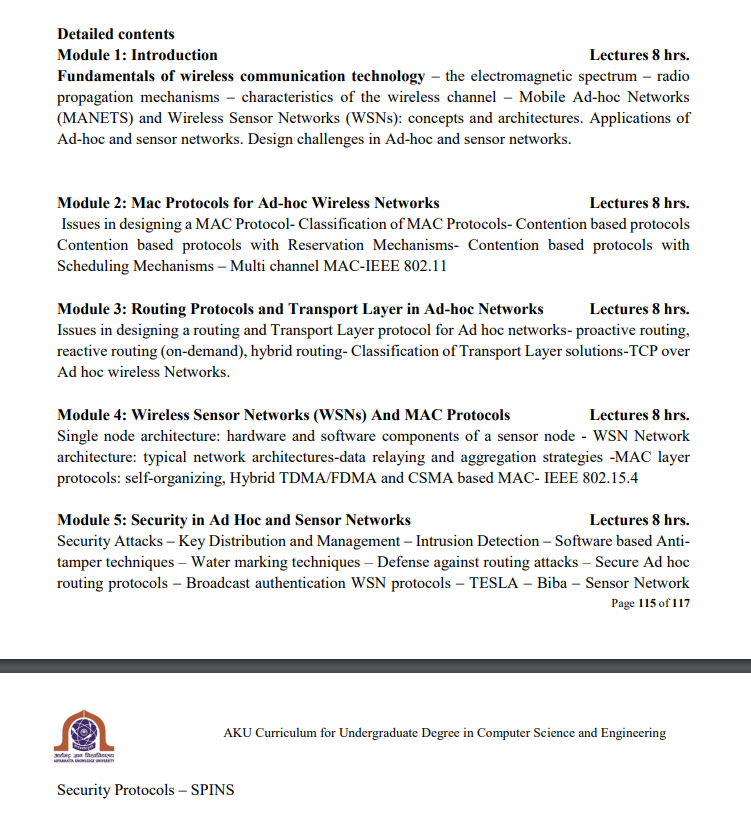 Detailed contents
Module 1: Introduction Lectures 8 hrs.
Fundamentals of wireless communication technology – the electromagnetic spectrum – radio
propagation mechanisms – characteristics of the wireless channel – Mobile Ad-hoc Networks
(MANETS) and Wireless Sensor Networks (WSNs): concepts and architectures. Applications of
Ad-hoc and sensor networks. Design challenges in Ad-hoc and sensor networks.
Module 2: Mac Protocols for Ad-hoc Wireless Networks Lectures 8 hrs.
Issues in designing a MAC Protocol- Classification of MAC Protocols- Contention based protocols
Contention based protocols with Reservation Mechanisms- Contention based protocols with
Scheduling Mechanisms – Multi channel MAC-IEEE 802.11
Module 3: Routing Protocols and Transport Layer in Ad-hoc Networks Lectures 8 hrs.
Issues in designing a routing and Transport Layer protocol for Ad hoc networks- proactive routing,
reactive routing (on-demand), hybrid routing- Classification of Transport Layer solutions-TCP over
Ad hoc wireless Networks.
Module 4: Wireless Sensor Networks (WSNs) And MAC Protocols Lectures 8 hrs.
Single node architecture: hardware and software components of a sensor node - WSN Network
architecture: typical network architectures-data relaying and aggregation strategies -MAC layer
protocols: self-organizing, Hybrid TDMA/FDMA and CSMA based MAC- IEEE 802.15.4
Module 5: Security in Ad Hoc and Sensor Networks Lectures 8 hrs.
Security Attacks – Key Distribution and Management – Intrusion Detection – Software based Anti-
tamper techniques – Water marking techniques – Defense against routing attacks – Secure Ad hoc
routing protocols – Broadcast authentication WSN protocols – TESLA – Biba – Sensor Network
Page 115 of 117
AKU Curriculum for Undergraduate Degree in Computer Science and Engineering
ARYABHATTA KNOWLEDGE UNIVERSITY
Security Protocols – SPINS